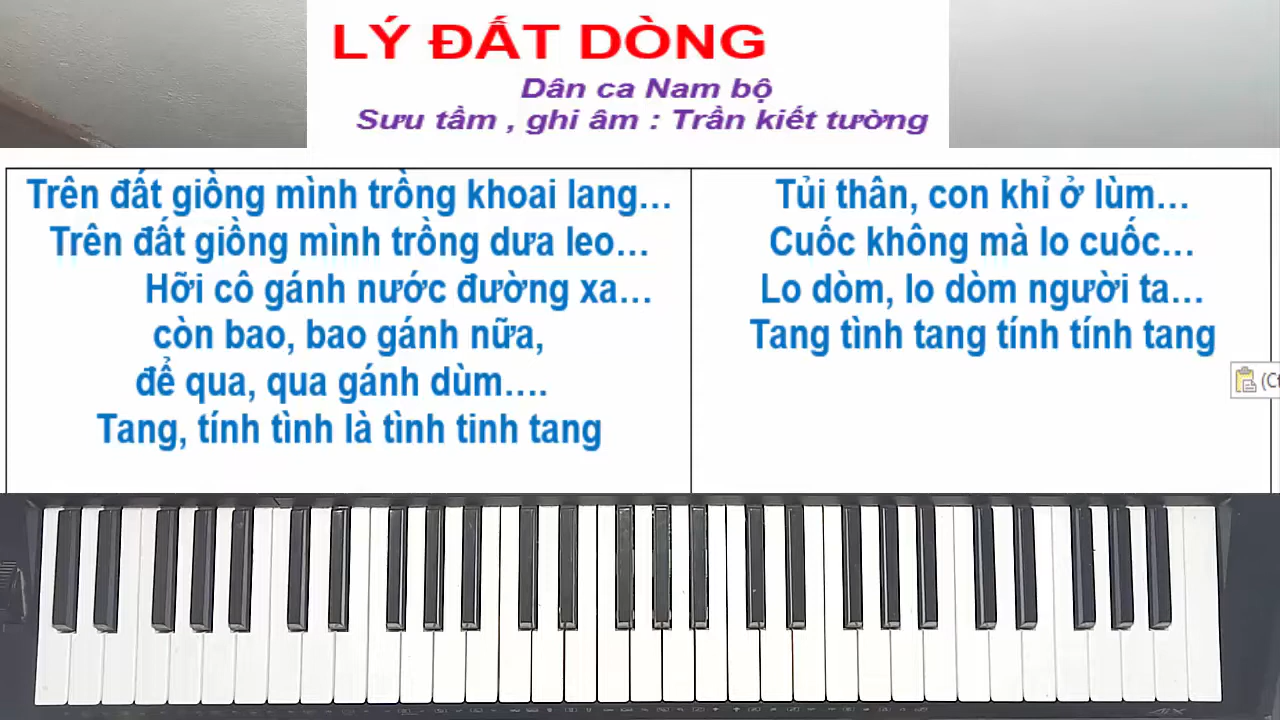 LÝ ĐẤT DÒNG
Dân ca Nam bộ
Sưu tầm , ghi âm : Trần kiết tường
Trên đất giồng mình trồng khoai lang...
Trên đất giồng mình trồng dưa leo...
Hỡi cô gánh nước đường xa...
còn bao, bao gánh nữa,
để qua, qua gánh dùm....
Tang, tính tình là tình tinh tang
Tủi thân, con khỉ ở lùm...
Cuốc không mà lo cuốc...
Lo dòm, lo dòm người ta...
Tang tình tang tính tính tang
(Ct